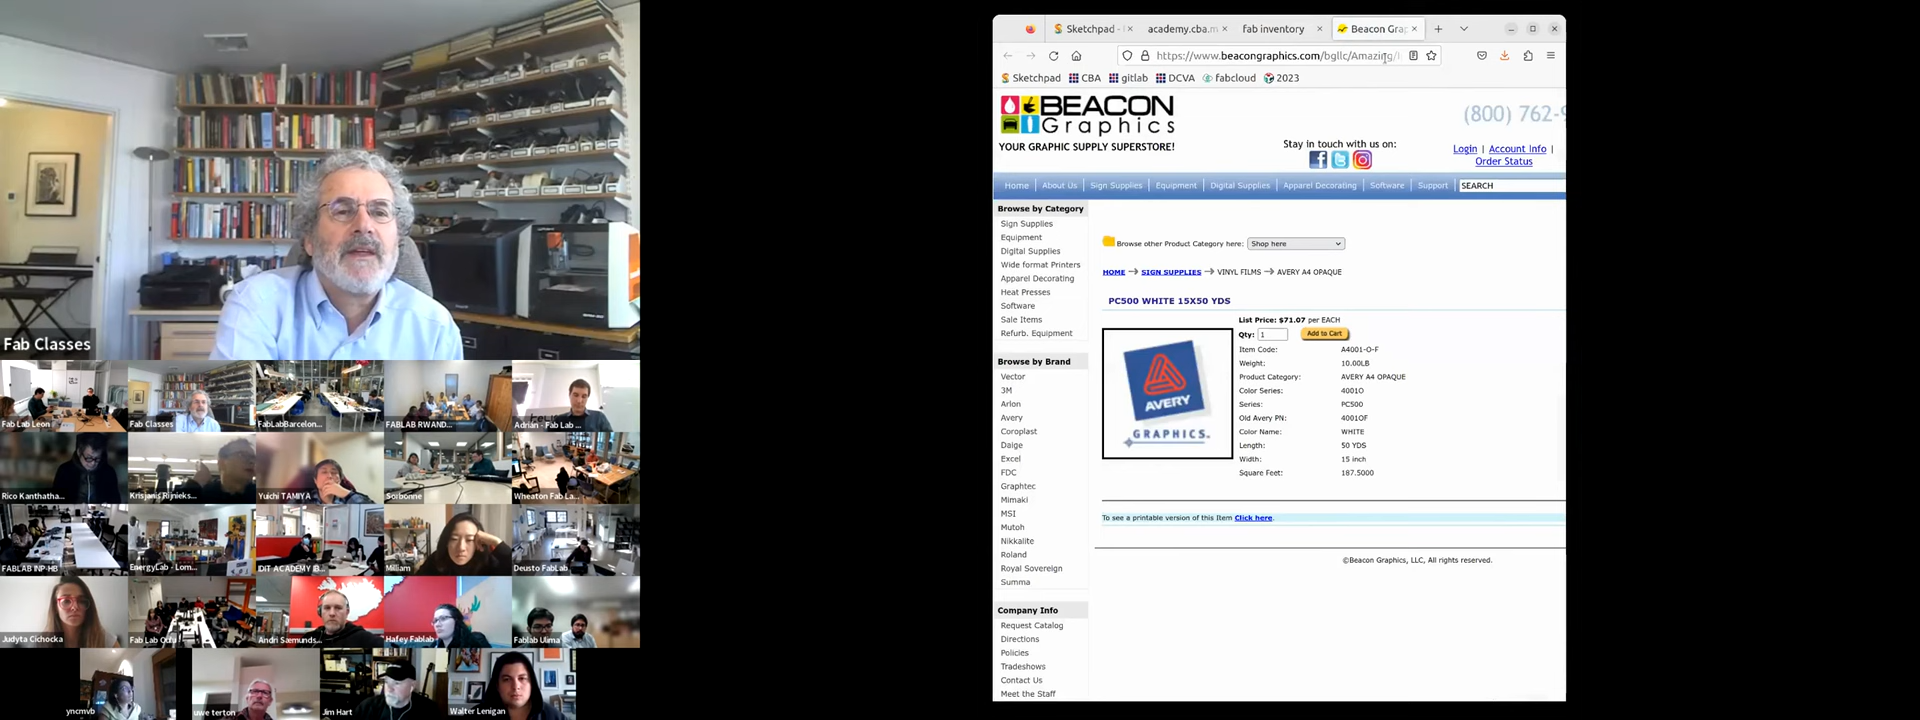 Fab Classes
Fab Lab Leon
Fab Classes
FabLabBarcelon...
FABLAB RWAND...
Adrián - Fab Lab ...
Rico Kanthatha...
Krisjanis Rijnieks...
Yuichi TAMIYA
Sorbonne
Wheaton Fab La...
FABLAB INP-HB
EnergyLab - Lom...
Deusto FabLab
Judyta Cichocka
Andri Sæmunds...
Hafey Fablab
Fablab Ulima
yncmvb
uwe terton
Jim Hart
Walter Lenigan
Sketchpad -
academy.cba.m
fab inventory
Beacon Grap
https://www.beacongraphics.com/bgllc/Amazing/
Sketchpad
CBA
gitlab
DCVA
fabcloud
2023
BEACON
Graphics
YOUR GRAPHIC SUPPLY SUPERSTORE!
(800) 762-9
Stay in touch with us on:
Login | Account Info |
Order Status
Home | About Us | Sign Supplies | Equipment | Digital Supplies | Apparel Decorating | Software | Support | SEARCH
Browse by Category
Sign Supplies
Equipment
Digital Supplies
Wide format Printers
Apparel Decorating
Heat Presses
Software
Sale Items
Refurb. Equipment
Browse by Brand
Vector
3M
Arlon
Avery
Coroplast
Daige
Excel
FDC
Graphtec
Mimaki
MSI
Mutoh
Nikkalite
Roland
Royal Sovereign
Summa
Company Info
Request Catalog
Directions
Policies
Tradeshows
Contact Us
Meet the Staff
Browse other Product Category here: Shop here
HOME → SIGN SUPPLIES → VINYL FILMS → AVERY A4 OPAQUE
PC500 WHITE 15X50 YDS
AVERY
GRAPHICS.
List Price: $71.07 per EACH
Qty: 1 Add to Cart
Item Code: A4001-O-F
Weight: 10.00LB
Product Category: AVERY A4 OPAQUE
Color Series: 4001O
Series: PC500
Old Avery PN: 4001OF
Color Name: WHITE
Length: 50 YDS
Width: 15 inch
Square Feet: 187.5000
To see a printable version of this Item Click here.
©Beacon Graphics, LLC, All rights reserved.